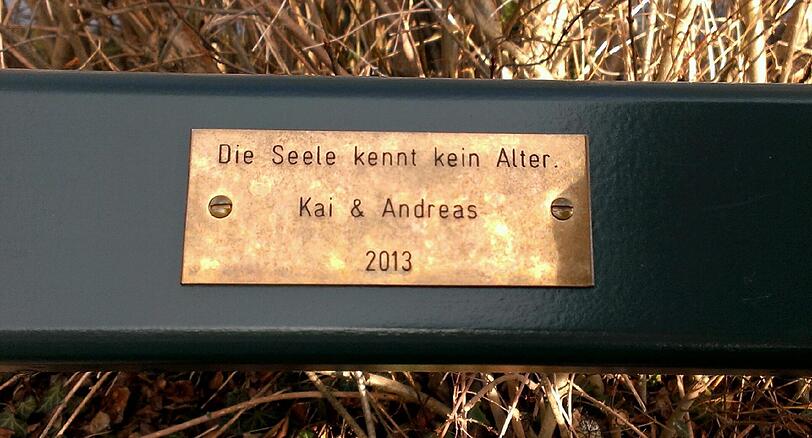 Die Seele kennt kein Alter.
Kai & Andreas
2013